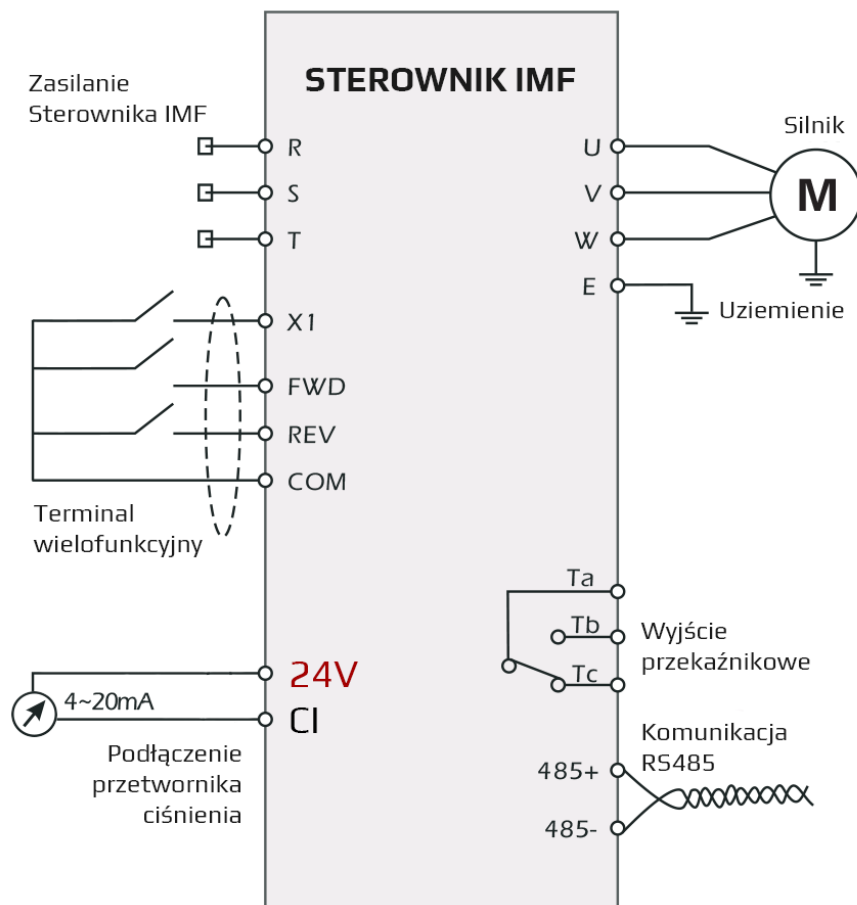 STEROWNIK IMF
Zasilanie
Sterownika IMF
R
S
T
X1
FWD
REV
COM
Terminal
wielofunkcyjny
24V
4~20mA
CI
Podłączenie
przetwornika
ciśnienia
Silnik
U
V
M
W
E
Uziemienie
Ta
Tb
Tc
Wyjście
przekaźnikowe
Komunikacja
RS485
485+
485-